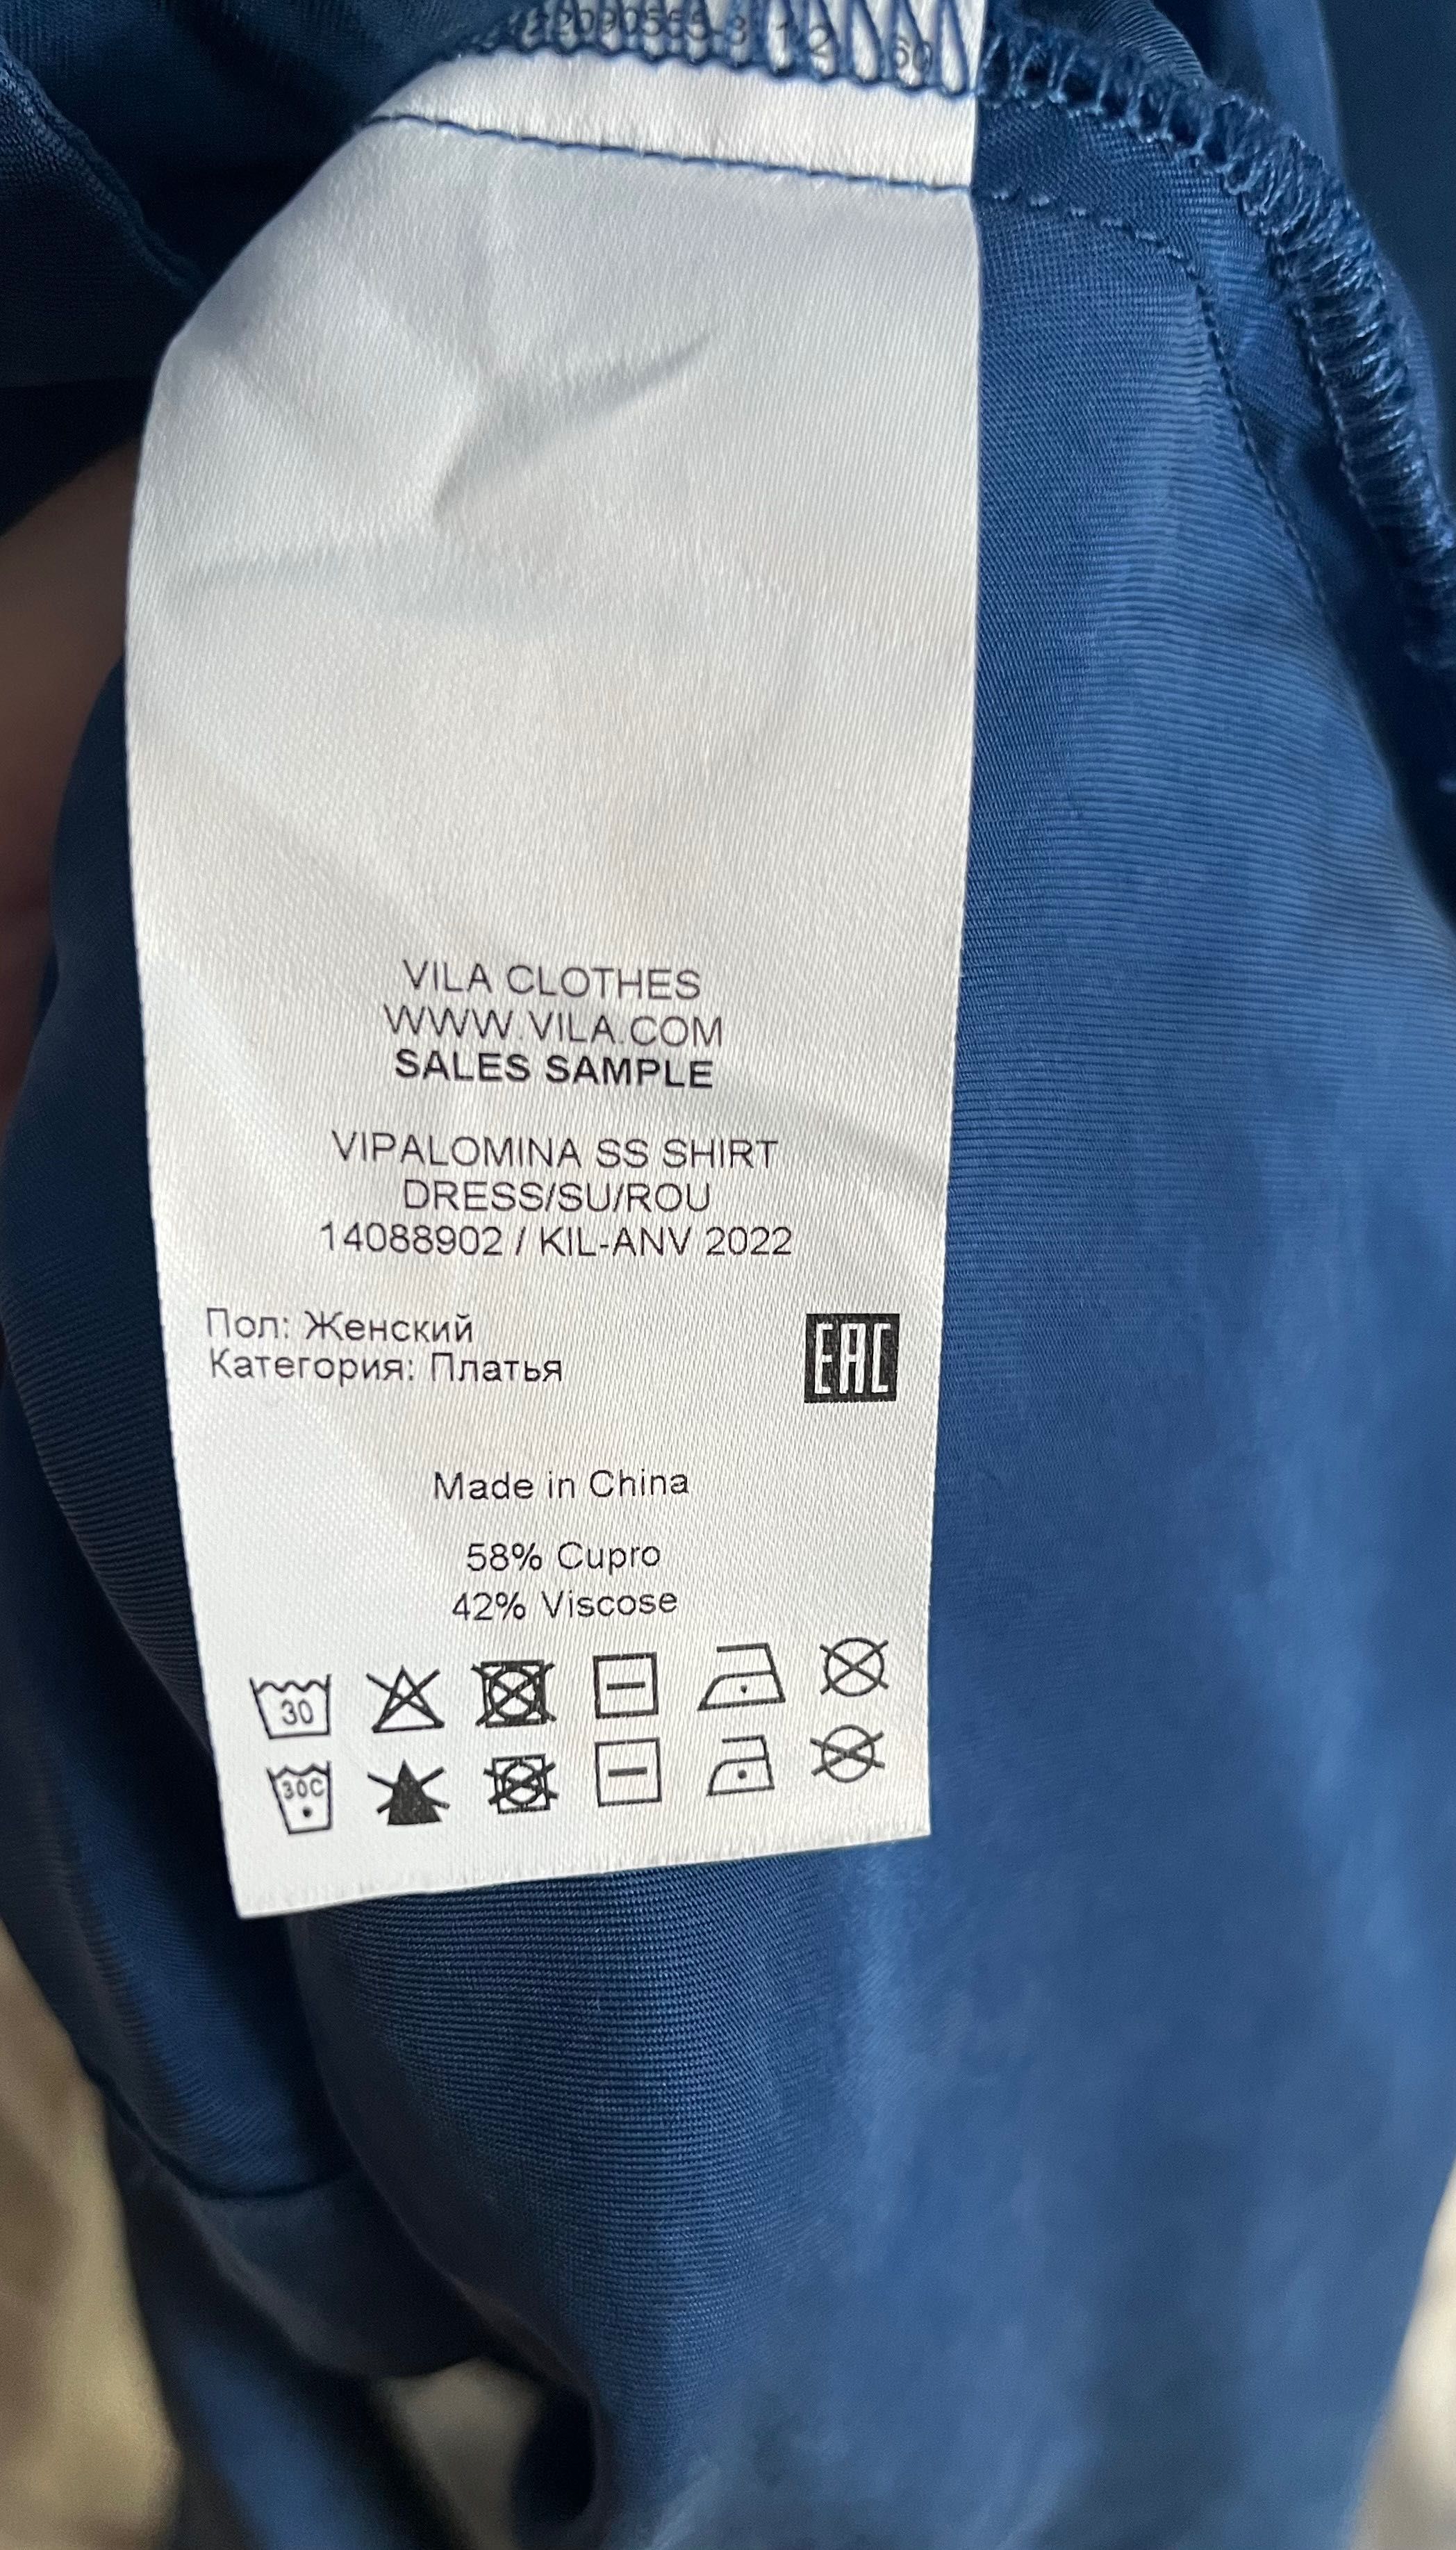 VILA CLOTHES
WWW.VILA.COM
SALES SAMPLE
VIPALOMINA SS SHIRT
DRESS/SU/ROU
14088902 / KIL-ANV 2022
Пол: Женский
Категория: Платья
EAC
Made in China
58% Cupro
42% Viscose
30
30C